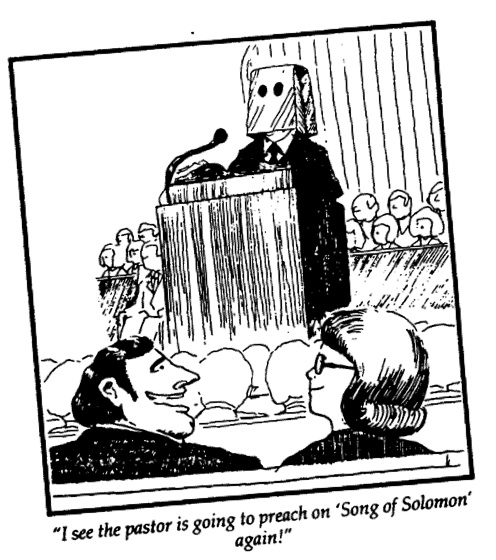 "I see the pastor is going to preach on 'Song of Solomon'
again!"